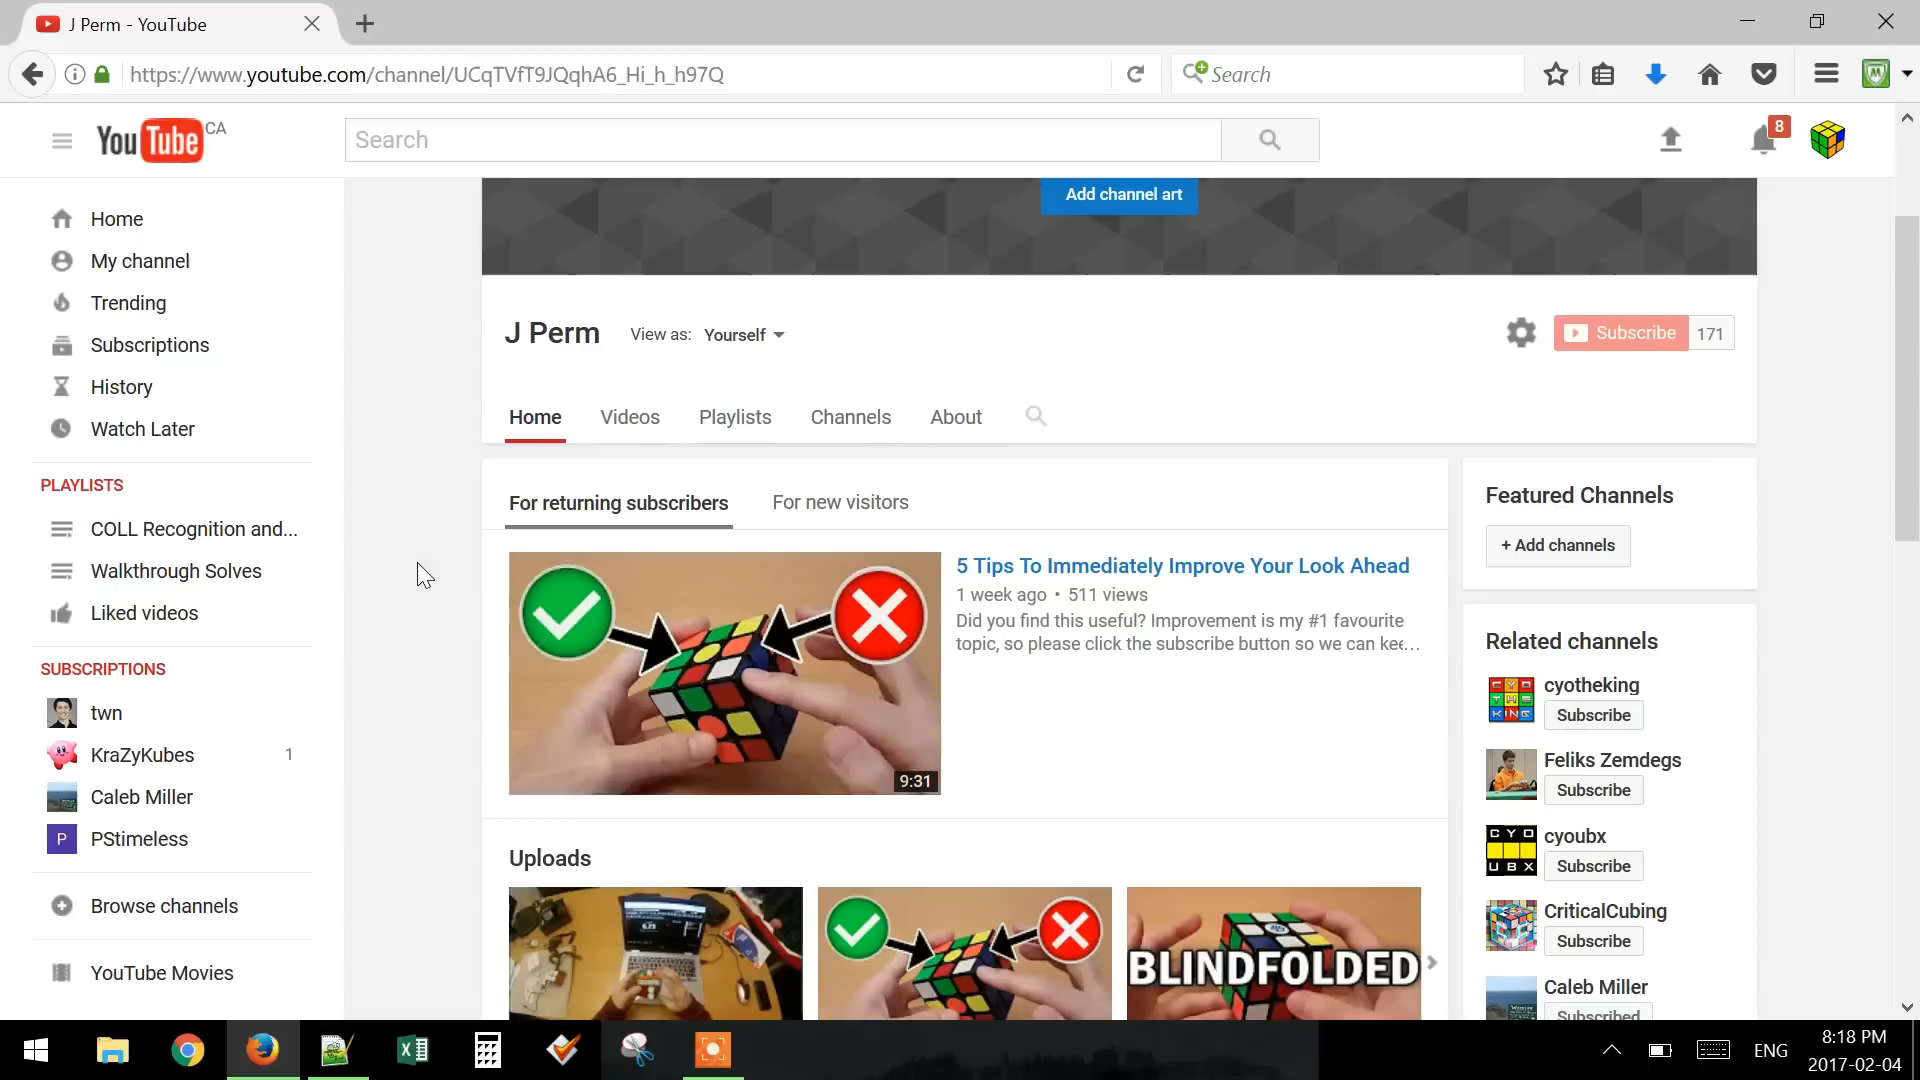 J Perm - YouTube
https://www.youtube.com/channel/UCqTVfT9JQqhA6_Hi_h_h97Q
Search
YouTube CA
Search
8
Home
My channel
Trending
Subscriptions
History
Watch Later
PLAYLISTS
COLL Recognition and...
Walkthrough Solves
Liked videos
SUBSCRIPTIONS
twn
KraZyKubes 1
Caleb Miller
P PStimeless
Browse channels
YouTube Movies
Add channel art
J Perm View as: Yourself
Subscribe 171
Home Videos Playlists Channels About
For returning subscribers For new visitors
5 Tips To Immediately Improve Your Look Ahead
1 week ago • 511 views
Did you find this useful? Improvement is my #1 favourite
topic, so please click the subscribe button so we can kee...
9:31
Uploads
BLINDFOLDED
Featured Channels
+ Add channels
Related channels
CYO
THE
KING
cyotheking
Subscribe
Feliks Zemdegs
Subscribe
CYO
UBX
cyoubx
Subscribe
CriticalCubing
Subscribe
Caleb Miller
Subscribed
ENG
8:18 PM
2017-02-04